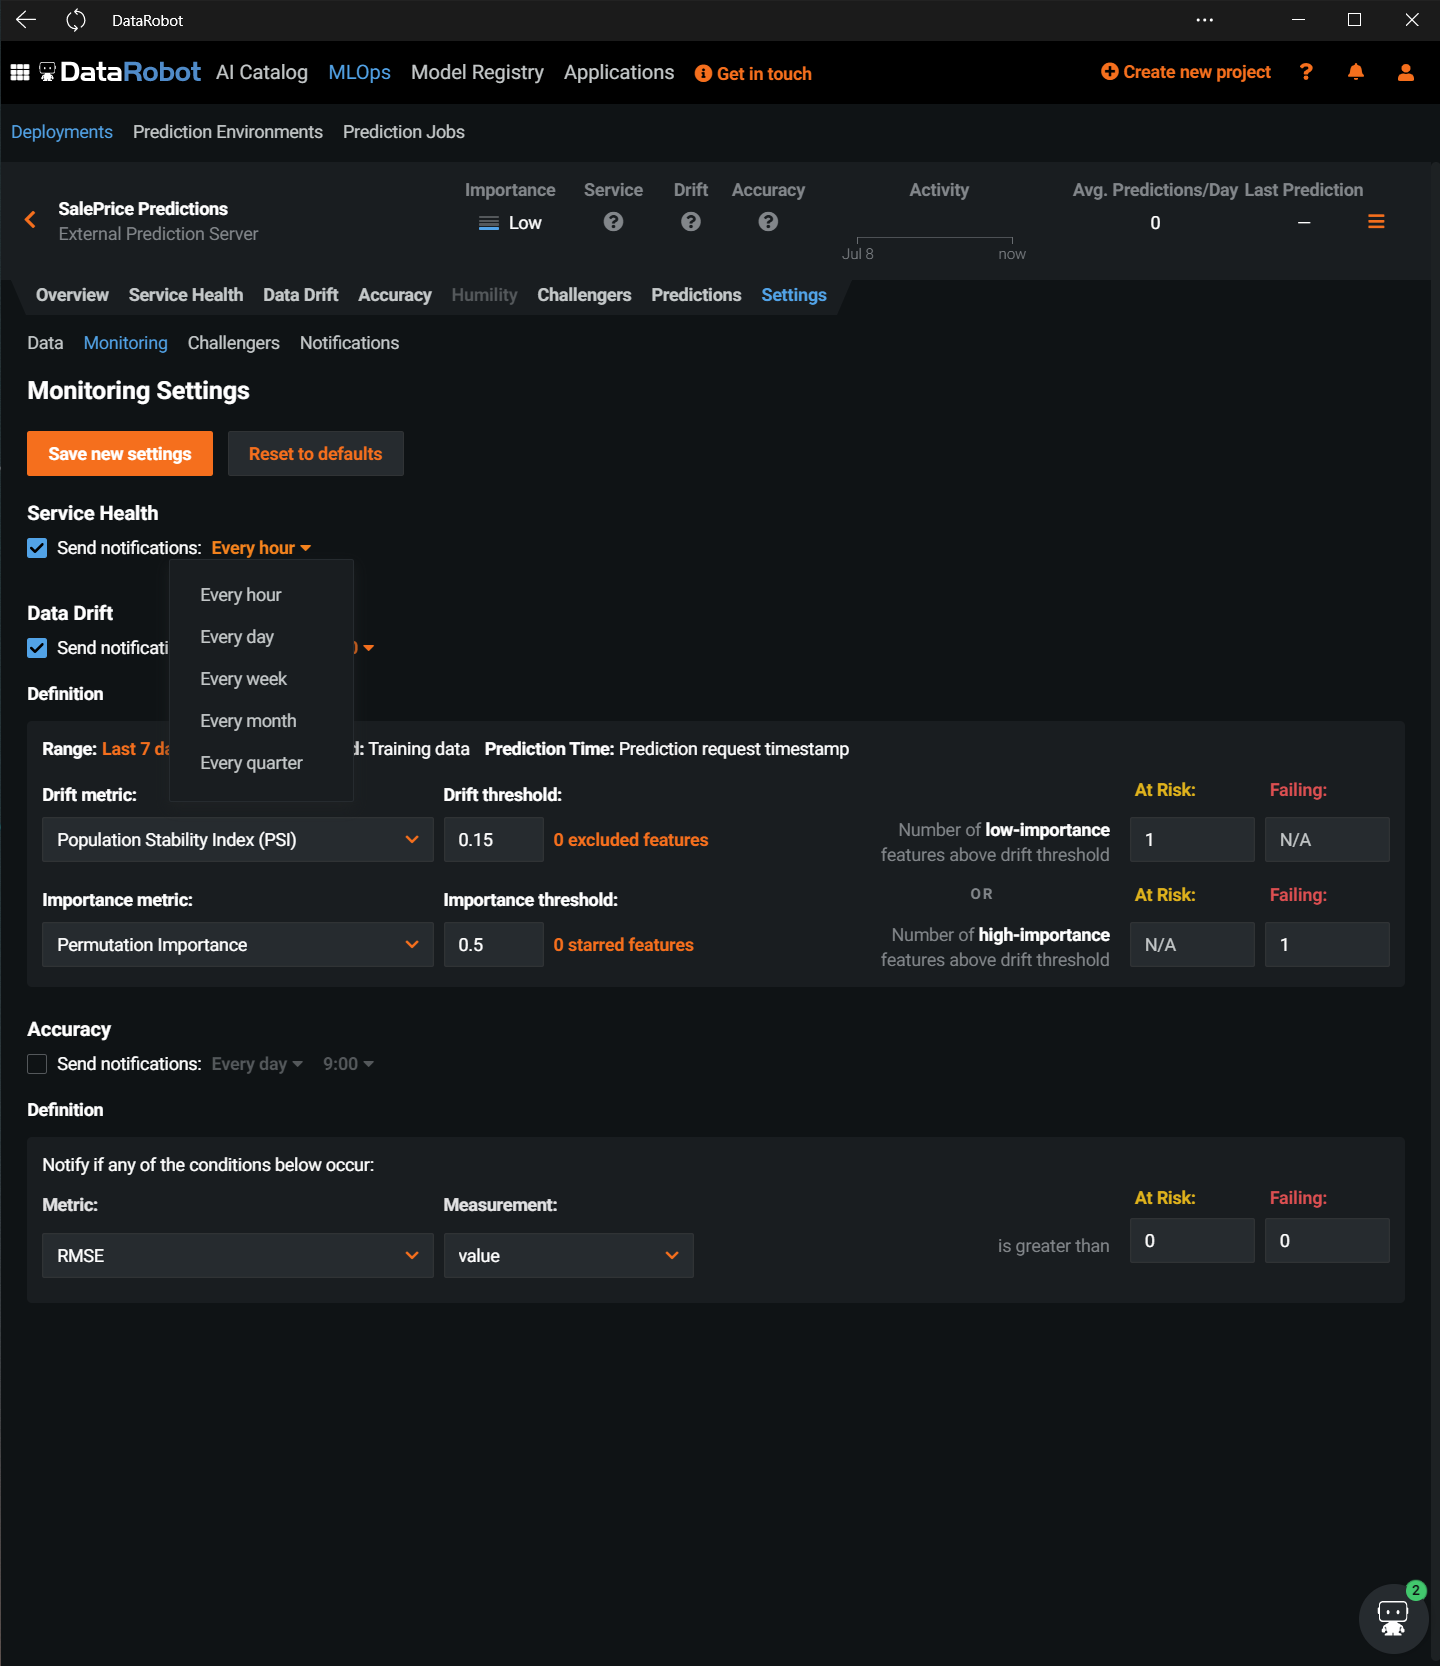 DataRobot
DataRobot AI Catalog MLOps Model Registry Applications Get in touch Create new project ?
Deployments Prediction Environments Prediction Jobs
Importance Service Drift Accuracy Activity Avg. Predictions/Day Last Prediction
SalePrice Predictions
External Prediction Server
Low ? ? ? 0 –
Jul 8 now
Overview Service Health Data Drift Accuracy Humility Challengers Predictions Settings
Data Monitoring Challengers Notifications
Monitoring Settings
Save new settings Reset to defaults
Service Health
Send notifications: Every hour
Every hour
Every day
Every week
Every month
Every quarter
Data Drift
Send notificati
Definition
Range: Last 7 da d: Training data Prediction Time: Prediction request timestamp
Drift metric: Drift threshold: At Risk: Failing:
Population Stability Index (PSI) 0.15 0 excluded features Number of low-importance features above drift threshold 1 N/A
OR
Importance metric: Importance threshold: At Risk: Failing:
Permutation Importance 0.5 0 starred features Number of high-importance features above drift threshold N/A 1
Accuracy
Send notifications: Every day 9:00
Definition
Notify if any of the conditions below occur:
Metric: Measurement: At Risk: Failing:
RMSE value is greater than 0 0
2